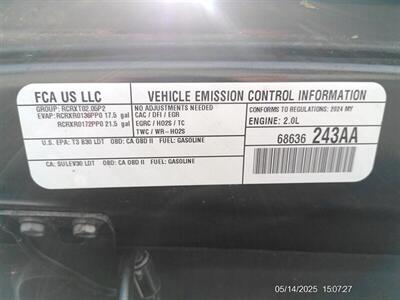 FCA US LLC
VEHICLE EMISSION CONTROL INFORMATION
GROUP: RCRXT02.05P2
EVAP: RCRXR0136PP0 17.5 gal
RCRXR0172PP0 21.5 gal
NO ADJUSTMENTS NEEDED
CAC / DFI / EGR
EGRC / HO2S / TC
TWC / WR-HO2S
CONFORMS TO REGULATIONS: 2024 MY
ENGINE: 2.0L
68636 243AA
U.S. EPA: T3 B30 LDT OBD: CA OBD II FUEL: GASOLINE
CA: SULEV30 LDT OBD: CA OBD II FUEL: GASOLINE
05/14/2025 15:07:27